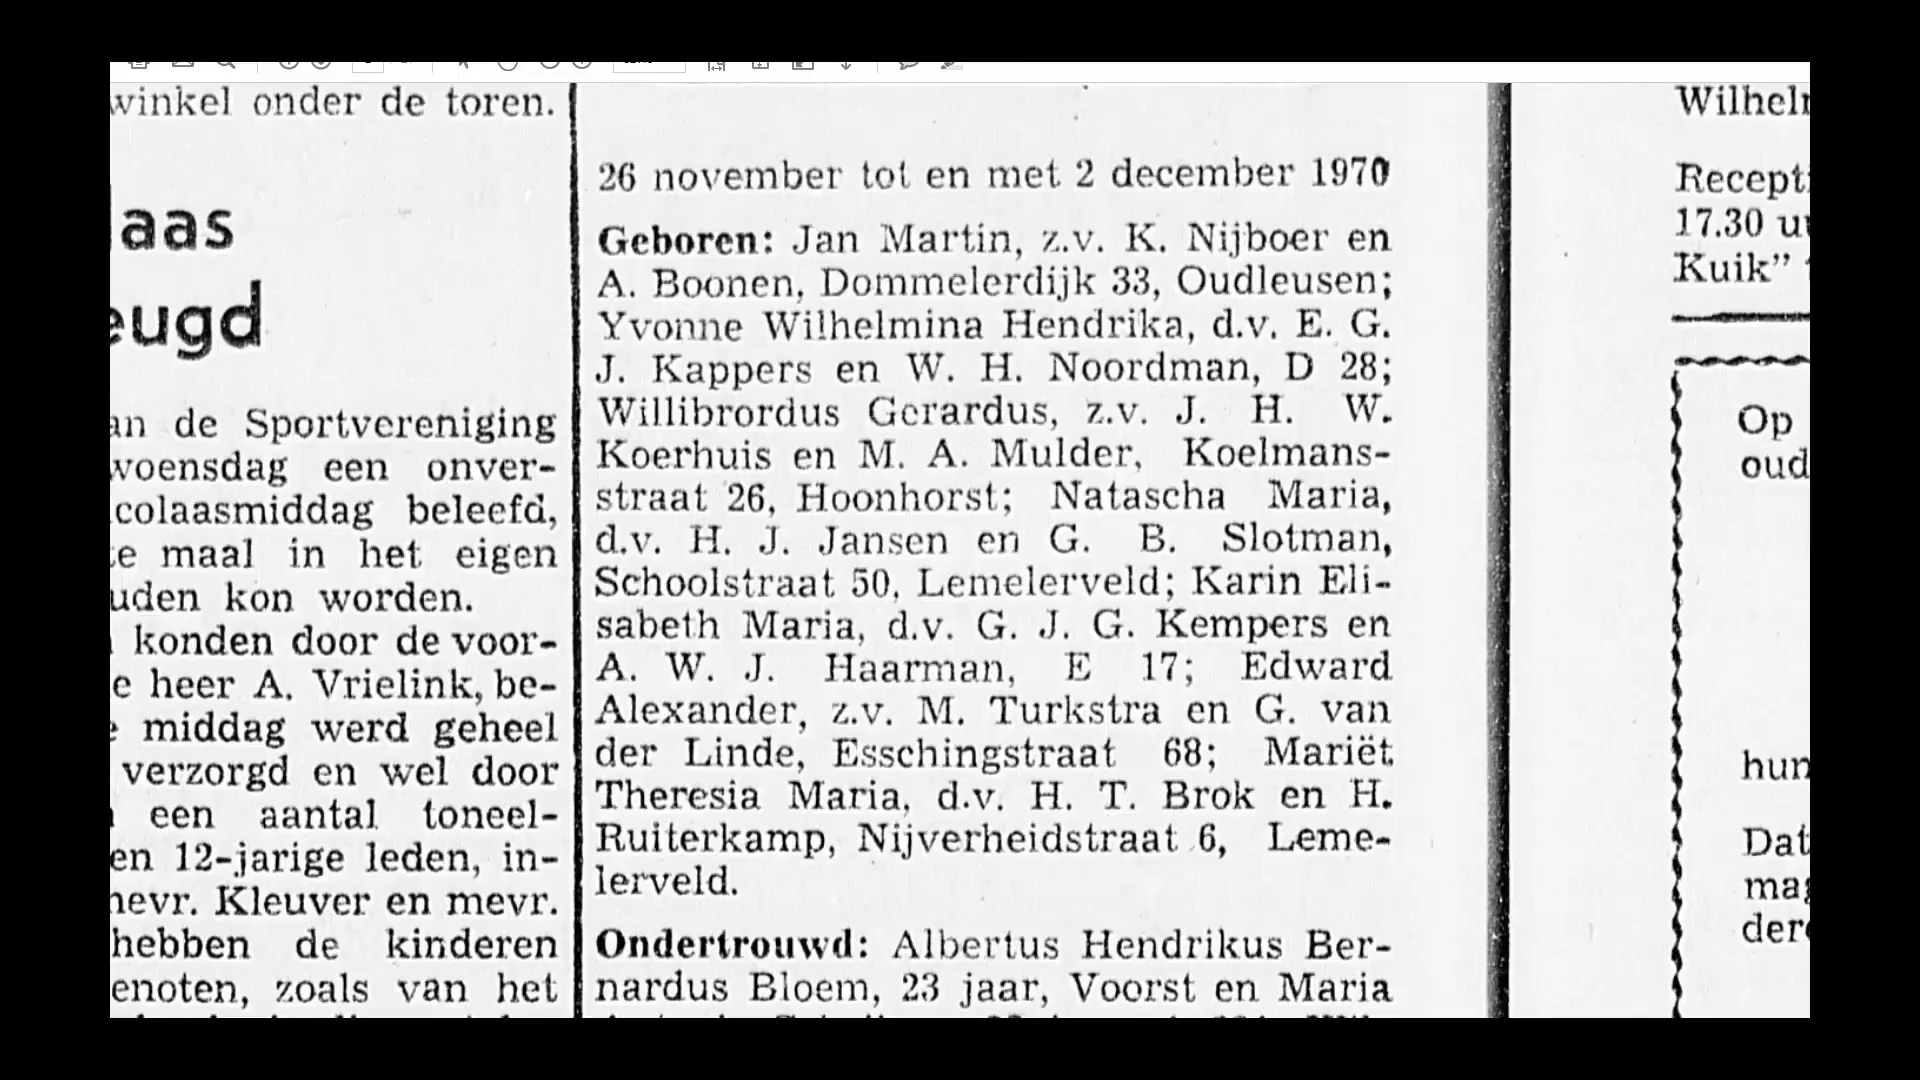 winkel onder de toren.
aas
eugd
an de Sportvereniging
woensdag een onver-
colaasmiddag beleefd,
te maal in het eigen
uden kon worden.
konden door de voor-
e heer A. Vrielink, be-
e middag werd geheel
verzorgd en wel door
een aantal toneel-
en 12-jarige leden, in-
mevr. Kleuver en mevr.
hebben de kinderen
enoten, zoals van het
26 november tot en met 2 december 1970
Geboren: Jan Martin, z.v. K. Nijboer en
A. Boonen, Dommelerdijk 33, Oudleusen;
Yvonne Wilhelmina Hendrika, d.v. E. G.
J. Kappers en W. H. Noordman, D 28;
Willibrordus Gerardus, z.v. J. H. W.
Koerhuis en M. A. Mulder, Koelmans-
straat 26, Hoonhorst; Natascha Maria,
d.v. H. J. Jansen en G. B. Slotman,
Schoolstraat 50, Lemelerveld; Karin Eli-
sabeth Maria, d.v. G. J. G. Kempers en
A. W. J. Haarman, E 17; Edward
Alexander, z.v. M. Turkstra en G. van
der Linde, Esschingstraat 68; Mariët
Theresia Maria, d.v. H. T. Brok en H.
Ruiterkamp, Nijverheidstraat 6, Leme-
lerveld.
Ondertrouwd: Albertus Hendrikus Ber-
nardus Bloem, 23 jaar, Voorst en Maria
Wilhel
Recept
17.30 u
Kuik"
Op
oud
hun
Dat
mag
der